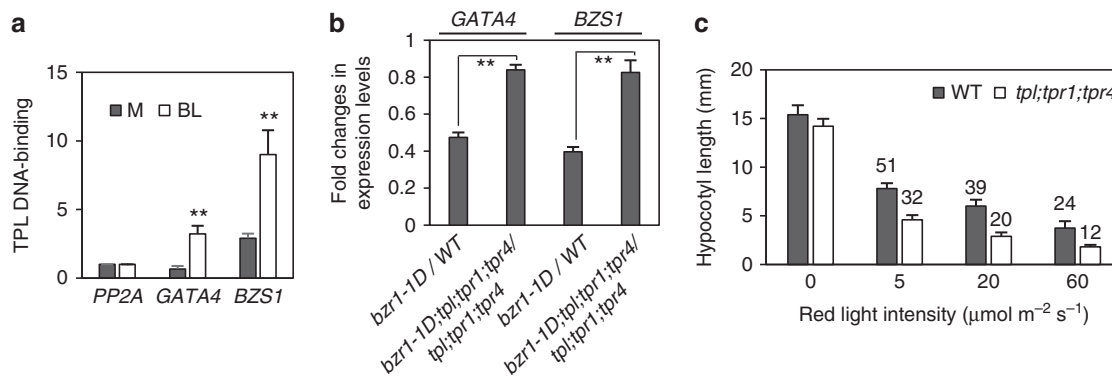 a
TPL DNA-binding
15
10
5
0
M BL
**
**
PP2A GATA4 BZS1
b
GATA4 BZS1
Fold changes in
expression levels
1
0.8
0.6
0.4
0.2
0
**
**
bzr1-1D / WT
bzr1-1D;tpl;tpr1;tpr4/
tpl;tpr1;tpr4
bzr1-1D / WT
bzr1-1D;tpl;tpr1;tpr4/
tpl;tpr1;tpr4
c
Hypocotyl length (mm)
20
15
10
5
0
WT tpl;tpr1;tpr4
51
32
39
20
24
12
0 5 20 60
Red light intensity (μmol m⁻² s⁻¹)